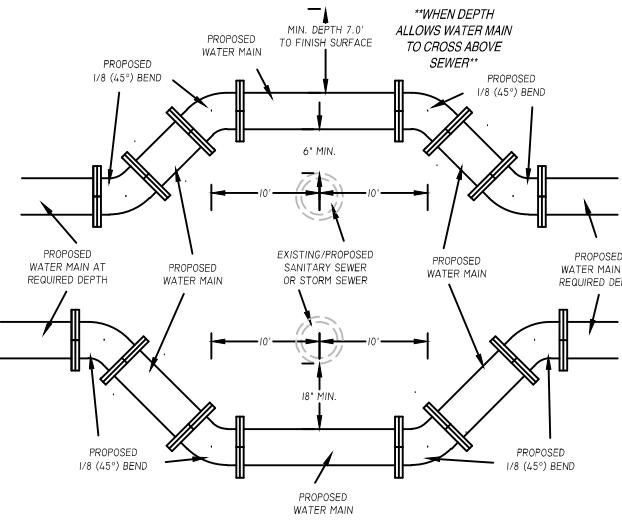 **WHEN DEPTH
ALLOWS WATER MAIN
TO CROSS ABOVE
SEWER**
MIN. DEPTH 7.0'
TO FINISH SURFACE
PROPOSED
WATER MAIN
PROPOSED
1/8 (45°) BEND
PROPOSED
1/8 (45°) BEND
6" MIN.
10'
10'
PROPOSED
WATER MAIN AT
REQUIRED DEPTH
PROPOSED
WATER MAIN
EXISTING/PROPOSED
SANITARY SEWER
OR STORM SEWER
PROPOSED
WATER MAIN
PROPOSED
WATER MAIN
REQUIRED DE
10'
10'
18" MIN.
PROPOSED
1/8 (45°) BEND
PROPOSED
1/8 (45°) BEND
PROPOSED
WATER MAIN